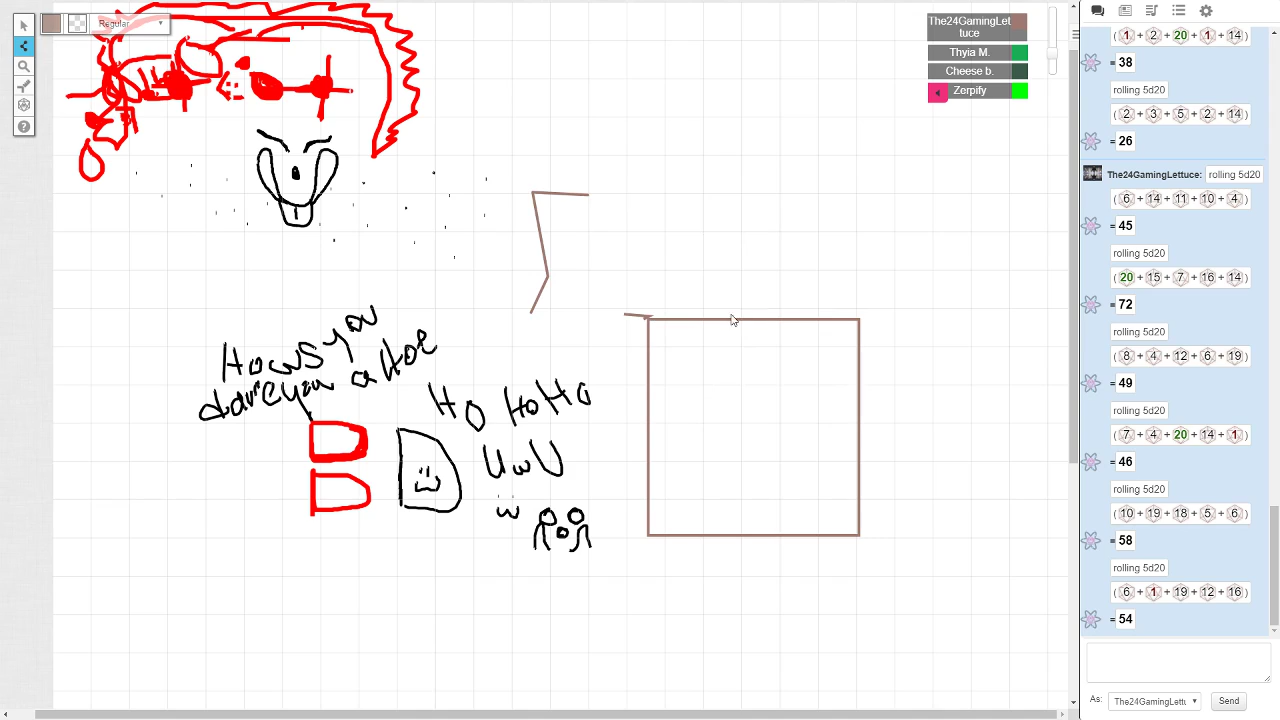 Regular
The24GamingLet
tuce
Thyia M.
Cheese b.
Zerpify
Hows you
dare you a Hoe
HO HoHo
UwU
w
(1+2+20+1+14)
= 38
rolling 5d20
(2+3+5+2+14)
= 26
The24GamingLettuce: rolling 5d20
(6+14+11+10+4)
= 45
rolling 5d20
(20+15+7+16+14)
= 72
rolling 5d20
(8+4+12+6+19)
= 49
rolling 5d20
(7+4+20+14+1)
= 46
rolling 5d20
(10+19+18+5+6)
= 58
rolling 5d20
(6+1+19+12+16)
= 54
As: The24GamingLettu
Send